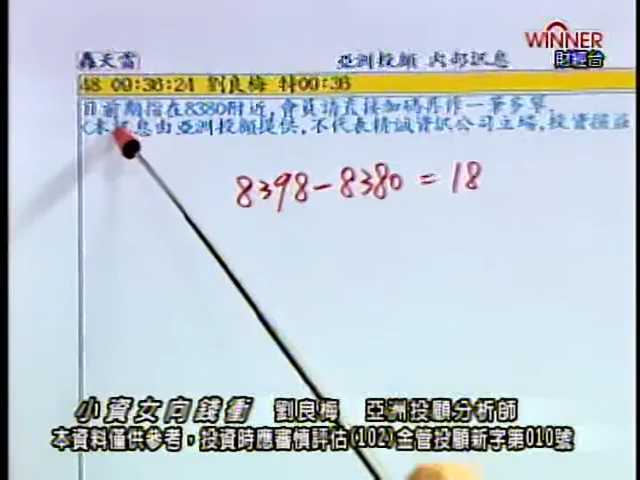 WINNER
財經台
轟天雷 亞洲投顧 內部訊息
48 09:36:24 劉良梅 特09:36
目前期指在8380附近,會員請直接加碼再作一筆多單.
(本訊息由亞洲投顧提供,不代表精誠資訊公司立場,投資損益
8398-8380=18
小資女向錢衝 劉良梅 亞洲投顧分析師
本資料僅供參考,投資時應審慎評估(102)金管投顧新字第010號